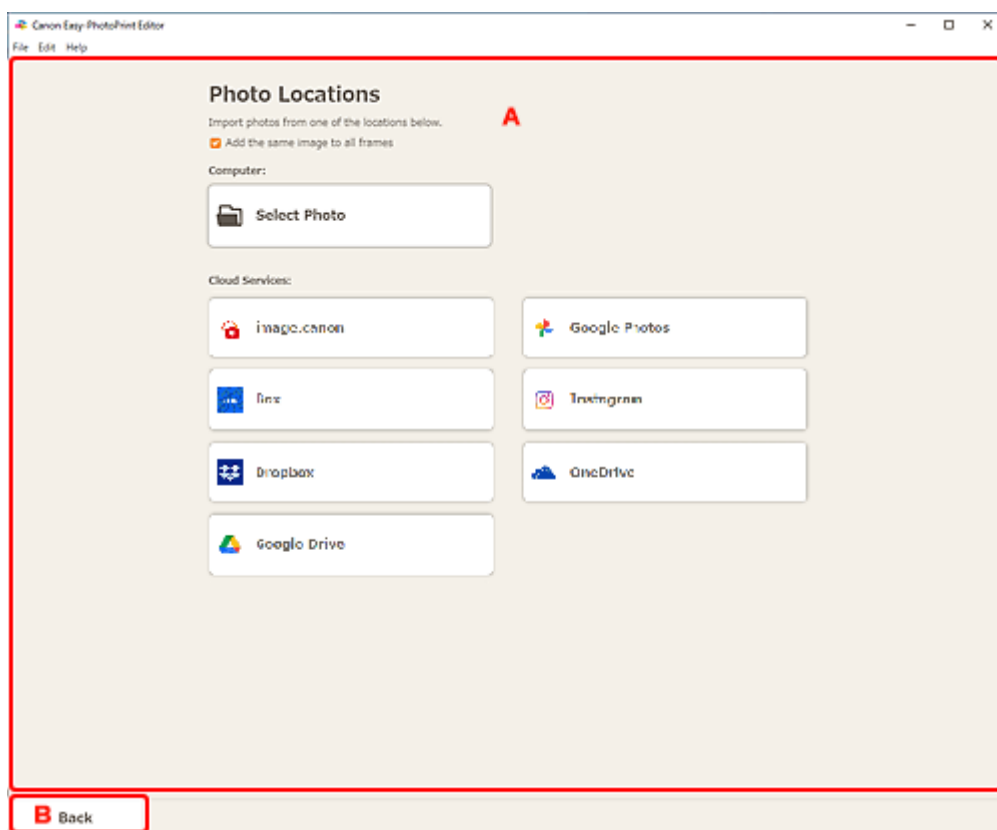 Canon Easy-PhotoPrint Editor
File Edit Help
Photo Locations
A
Import photos from one of the locations below.
Add the same image to all frames
Computer:
Select Photo
Cloud Services:
image.canon
Google Photos
Box
Instagram
Dropbox
OneDrive
Google Drive
B Back